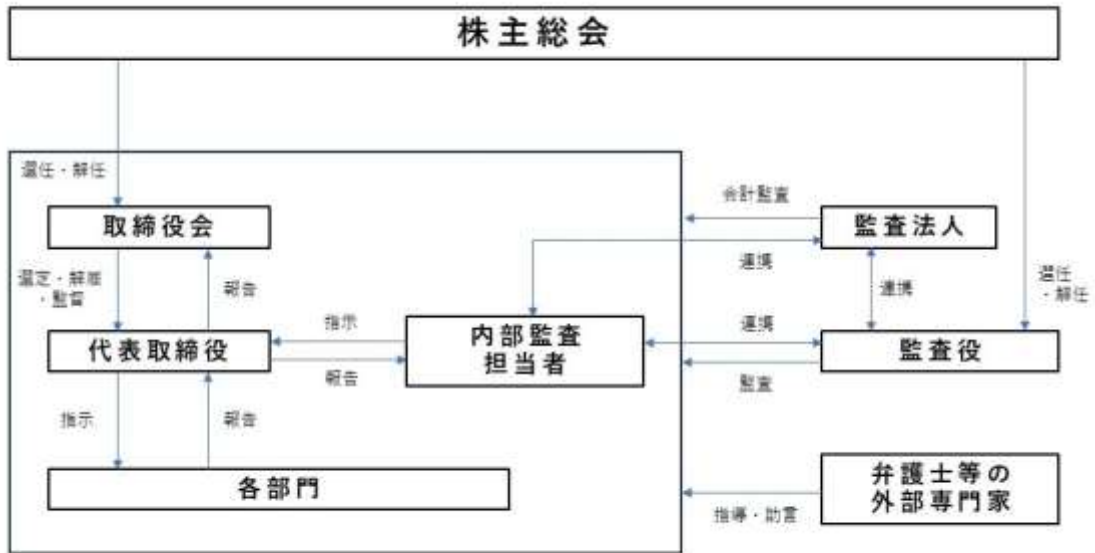 株主総会
選任・解任
会計監査
取締役会
監査法人
連携
選定・解職
・監督
報告
連携
選任
・解任
指示
内部監査
担当者
連携
代表取締役
監査役
報告
監査
指示
報告
弁護士等の
外部専門家
各部門
指導・助言